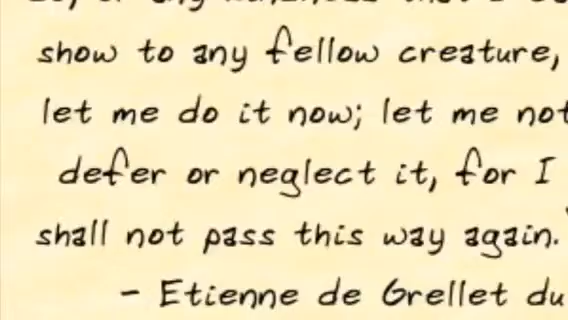 show to any fellow creature,
let me do it now; let me not
defer or neglect it, for I
shall not pass this way again.
- Etienne de Grellet du